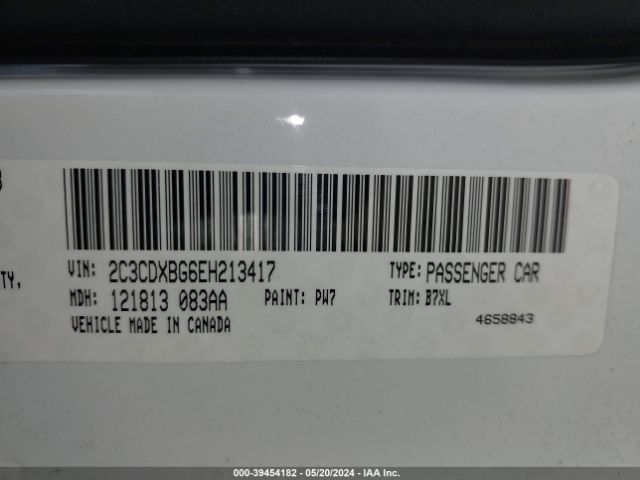 VIN: 2C3CDXBG6EH213417 TYPE: PASSENGER CAR
TY, MDH: 121813 083AA PAINT: PW7 TRIM: B7XL
VEHICLE MADE IN CANADA 4658843
000-39454182 - 05/20/2024 - IAA Inc.